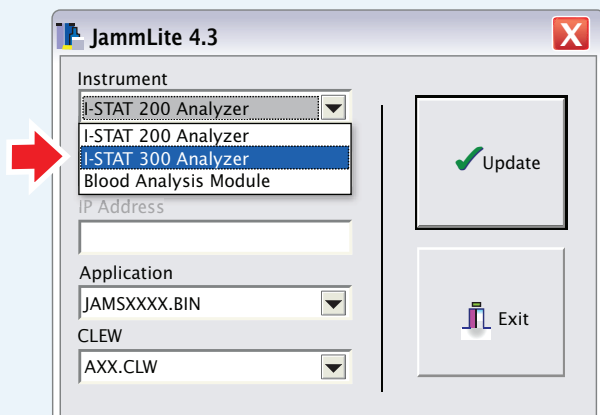 JammLite 4.3
Instrument
I-STAT 200 Analyzer
I-STAT 200 Analyzer
I-STAT 300 Analyzer
Blood Analysis Module
IP Address
Application
JAMSXXXX.BIN
CLEW
AXX.CLW
Update
Exit